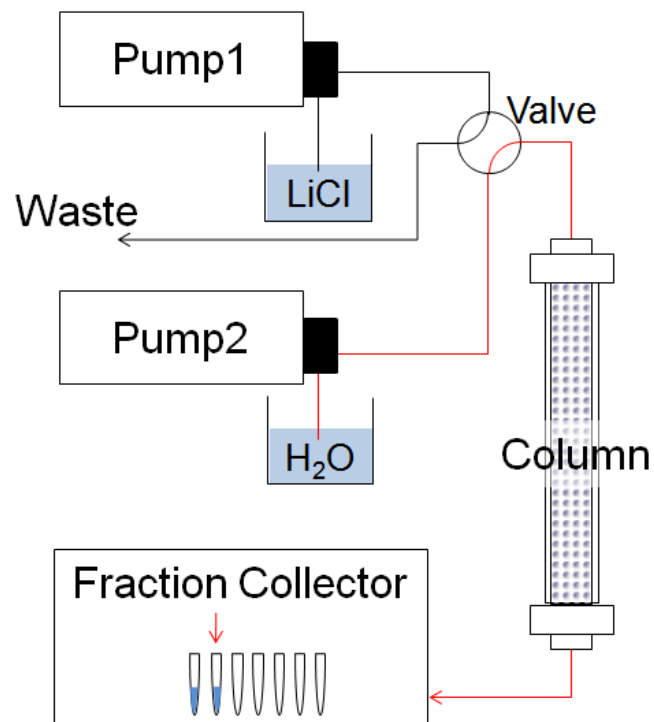 Pump1
Valve
LiCl
Waste
Pump2
H₂O
Column
Fraction Collector